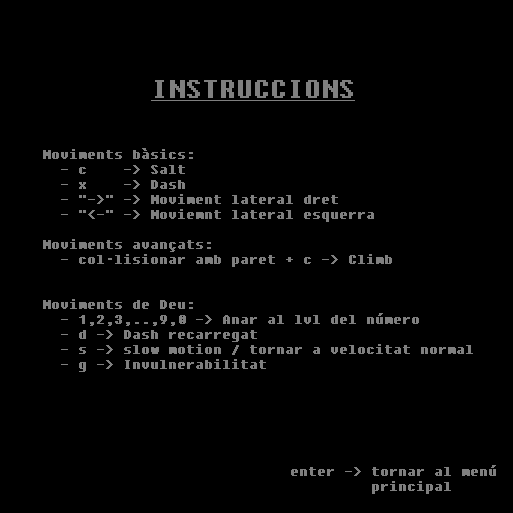 INSTRUCCIONS
Moviments bàsics:
- c -> Salt
- x -> Dash
- "->" -> Moviment lateral dret
- "<-" -> Moviemnt lateral esquerra
Moviments avançats:
- col·lisionar amb paret + c -> Climb
Moviments de Deu:
- 1,2,3,..,9,0 -> Anar al lvl del número
- d -> Dash recarregat
- s -> slow motion / tornar a velocitat normal
- g -> Invulnerabilitat
enter -> tornar al menú
principal